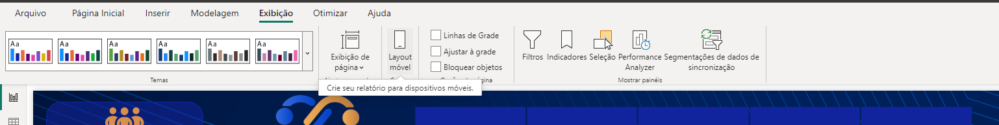 Arquivo
Página Inicial
Inserir
Modelagem
Exibição
Otimizar
Ajuda
Aa
Aa
Aa
Aa
Aa
Aa
Temas
Exibição de
página
Layout
móvel
Linhas de Grade
Ajustar à grade
Bloquear objetos
Filtros
Indicadores
Seleção
Performance
Analyzer
Segmentações de dados de
sincronização
Mostrar painéis
Crie seu relatório para dispositivos móveis.